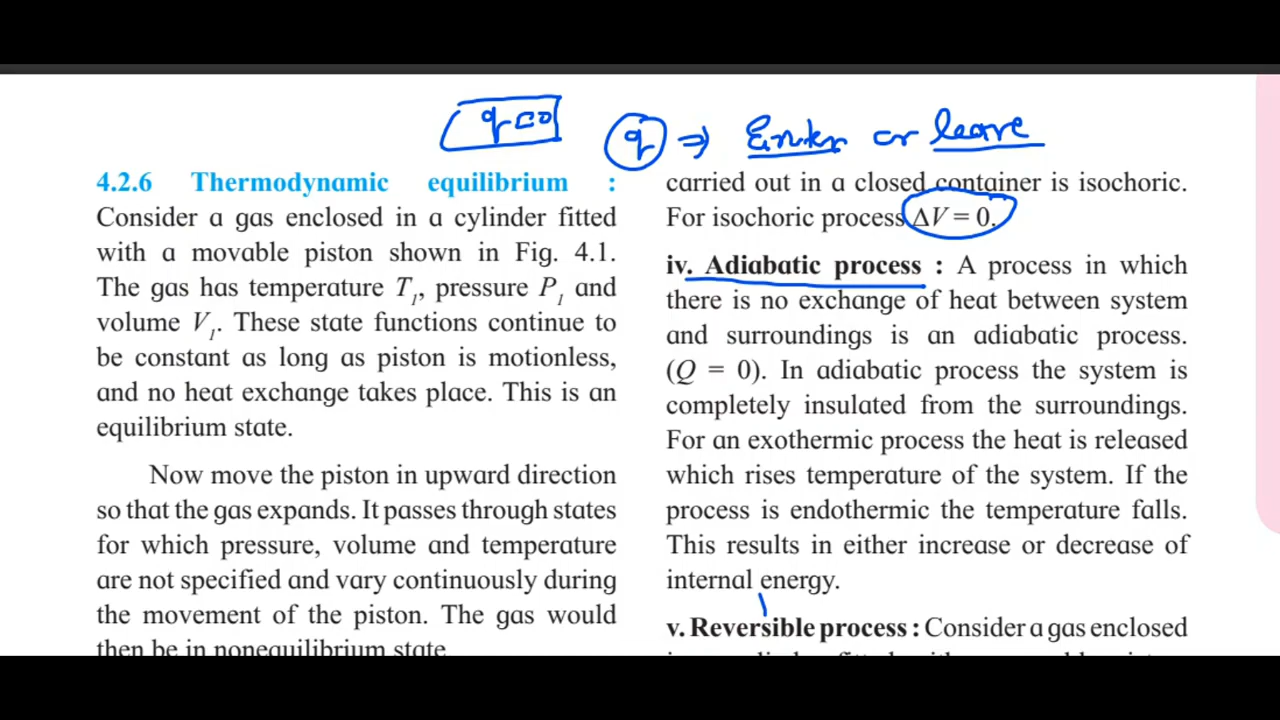 q=0 q ⇒ Enter or leave
4.2.6 Thermodynamic equilibrium :
Consider a gas enclosed in a cylinder fitted
with a movable piston shown in Fig. 4.1.
The gas has temperature T₁, pressure P₁ and
volume V₁. These state functions continue to
be constant as long as piston is motionless,
and no heat exchange takes place. This is an
equilibrium state.
Now move the piston in upward direction
so that the gas expands. It passes through states
for which pressure, volume and temperature
are not specified and vary continuously during
the movement of the piston. The gas would
then be in nonequilibrium state
carried out in a closed container is isochoric.
For isochoric process ΔV = 0.
iv. Adiabatic process : A process in which
there is no exchange of heat between system
and surroundings is an adiabatic process.
(Q = 0). In adiabatic process the system is
completely insulated from the surroundings.
For an exothermic process the heat is released
which rises temperature of the system. If the
process is endothermic the temperature falls.
This results in either increase or decrease of
internal energy.
v. Reversible process : Consider a gas enclosed